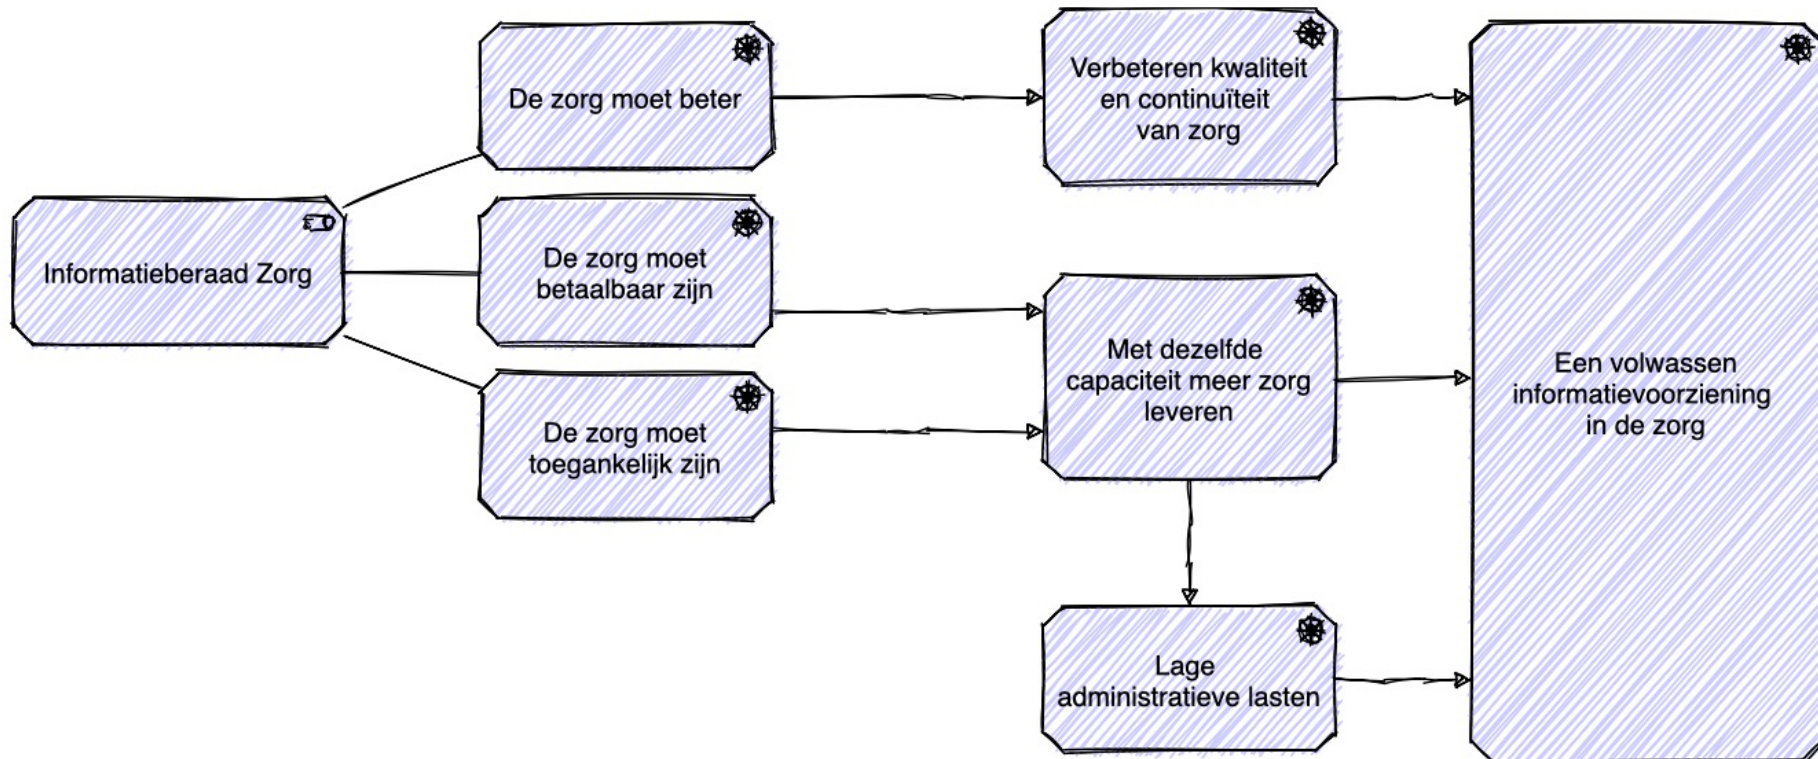 De zorg moet beter
Verbeteren kwaliteit
en continuïteit
van zorg
Informatieberaad Zorg
De zorg moet
betaalbaar zijn
Met dezelfde
capaciteit meer zorg
leveren
Een volwassen
informatievoorziening
in de zorg
De zorg moet
toegankelijk zijn
Lage
administratieve lasten